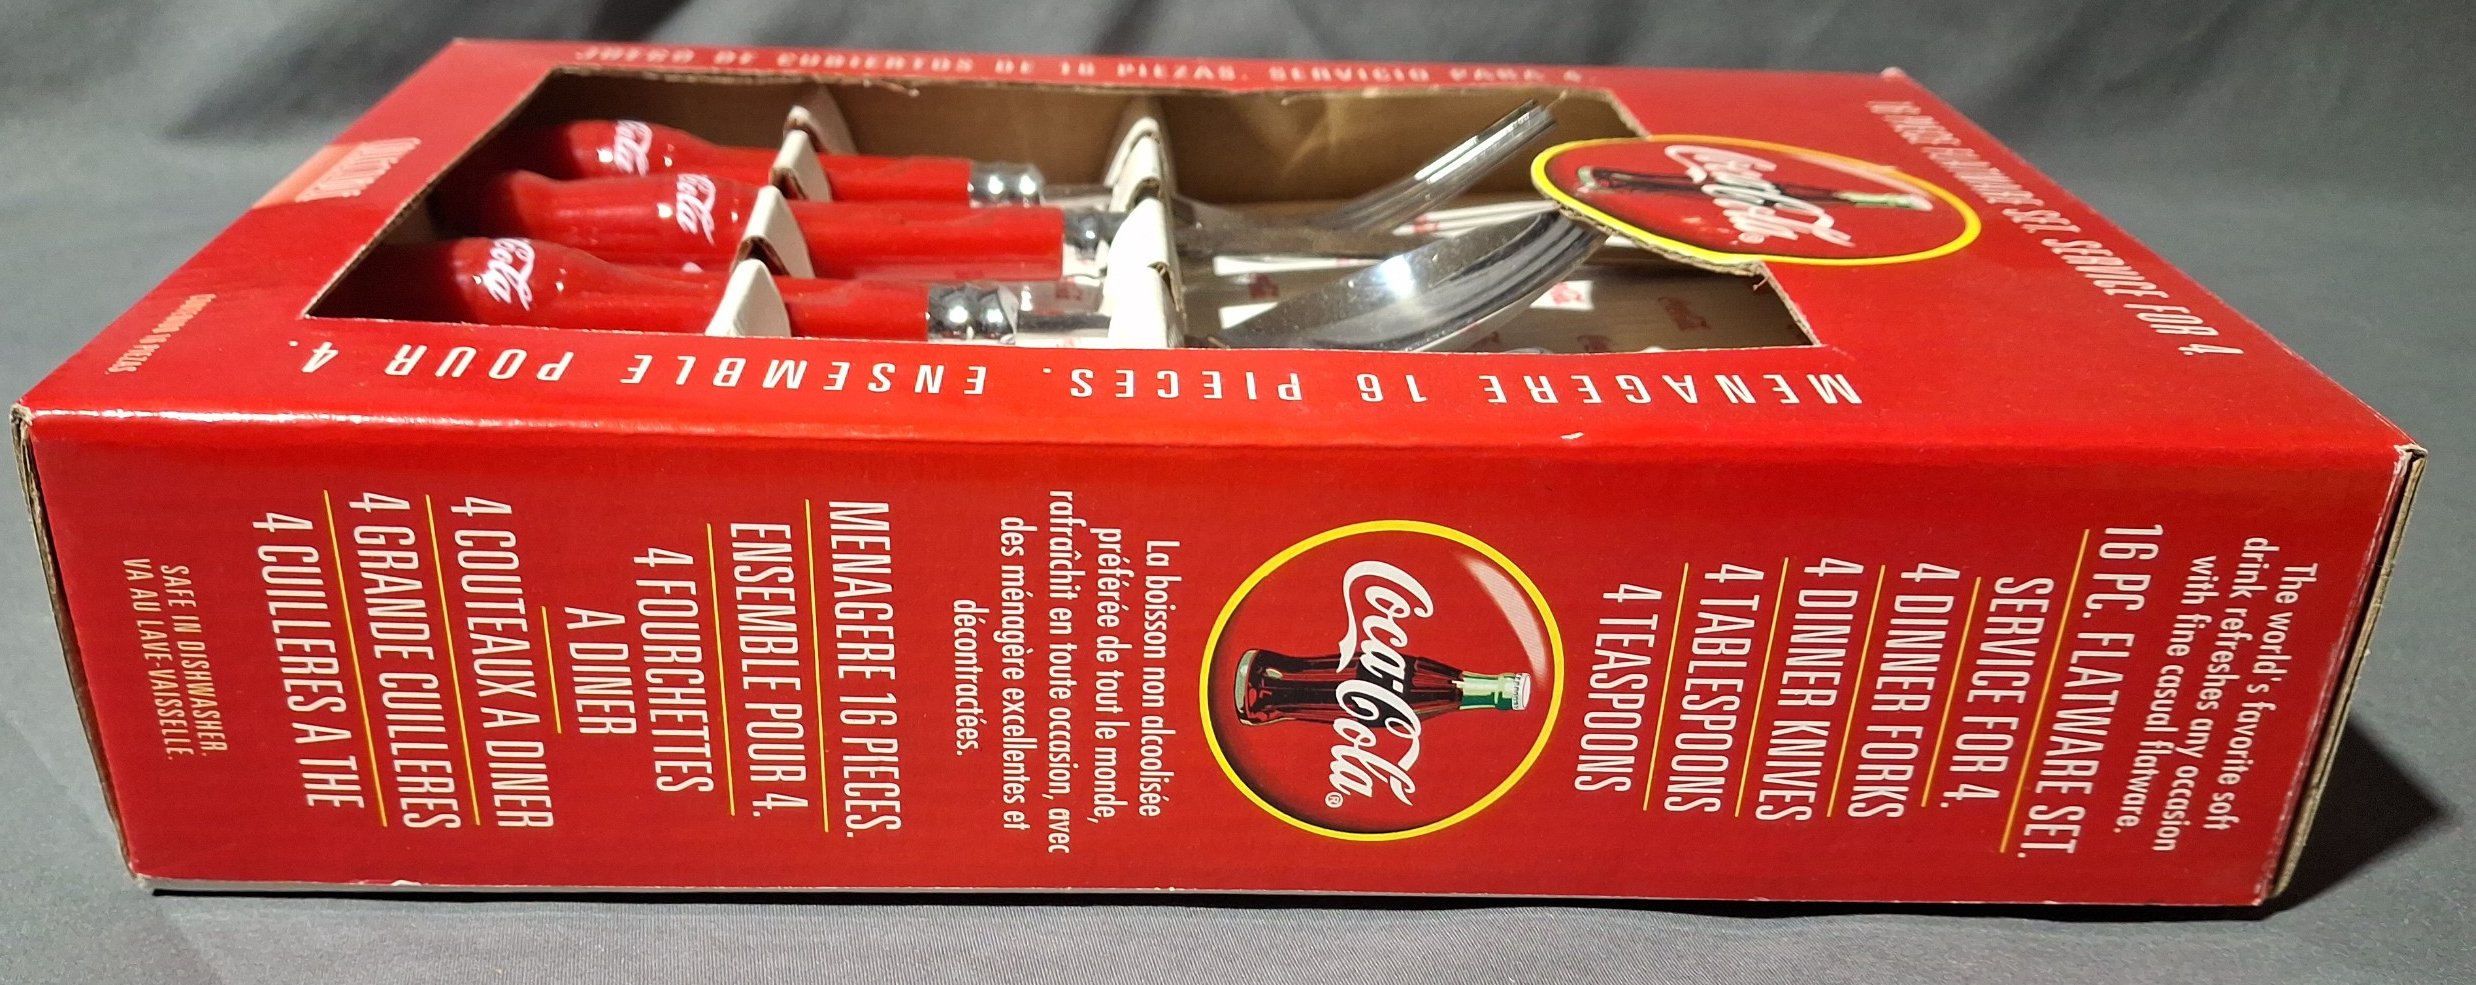 JUEGO DE CUBIERTOS DE 16 PIEZAS. SERVICIO PARA 4.
16 PIECE FLATWARE SET. SERVICE FOR 4.
Coca-Cola
Cola
Cola
Cola
MENAGERE 16 PIECES. ENSEMBLE POUR 4.
The world's favorite soft
drink refreshes any occasion
with fine casual flatware.
16 PC. FLATWARE SET.
SERVICE FOR 4.
4 DINNER FORKS
4 DINNER KNIVES
4 TABLESPOONS
4 TEASPOONS
Coca-Cola®
La boisson non alcoolisée
préférée de tout le monde,
rafraîchit en toute occasion, avec
des ménagère excellentes et
décontractées.
MENAGERE 16 PIECES.
ENSEMBLE POUR 4.
4 FOURCHETTES
A DINER
4 COUTEAUX A DINER
4 GRANDE CUILLERES
4 CUILLERES A THE
SAFE IN DISHWASHER.
VA AU LAVE-VAISSELLE.